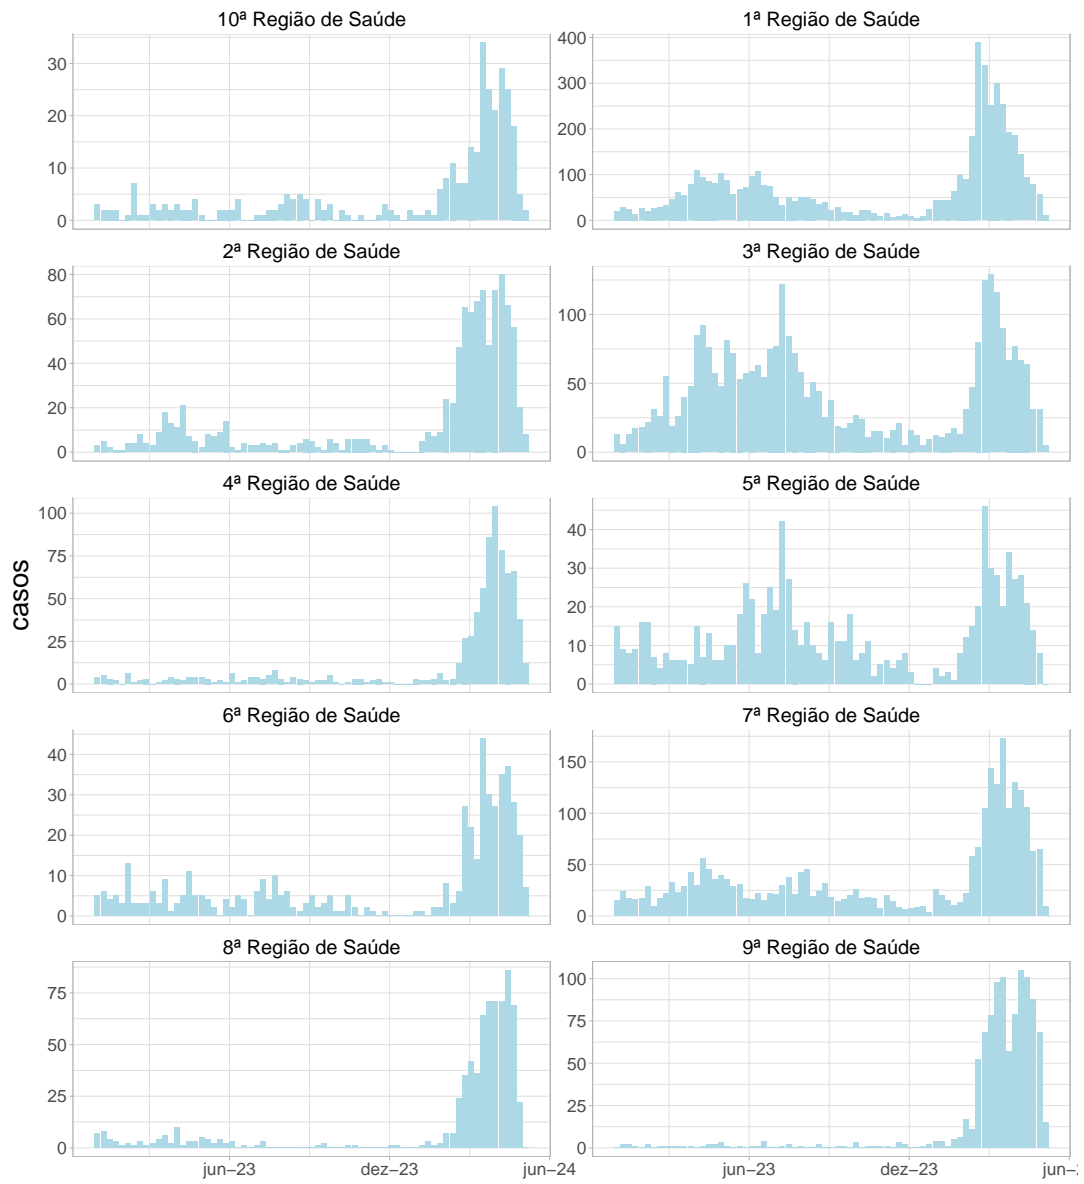 10ª Região de Saúde
1ª Região de Saúde
30
20
10
0
400
300
200
100
0
2ª Região de Saúde
3ª Região de Saúde
80
60
40
20
0
100
50
0
4ª Região de Saúde
5ª Região de Saúde
100
75
50
25
0
40
30
20
10
0
casos
6ª Região de Saúde
7ª Região de Saúde
40
30
20
10
0
150
100
50
0
8ª Região de Saúde
9ª Região de Saúde
75
50
25
0
100
75
50
25
0
jun–23
dez–23
jun–24
jun–23
dez–23